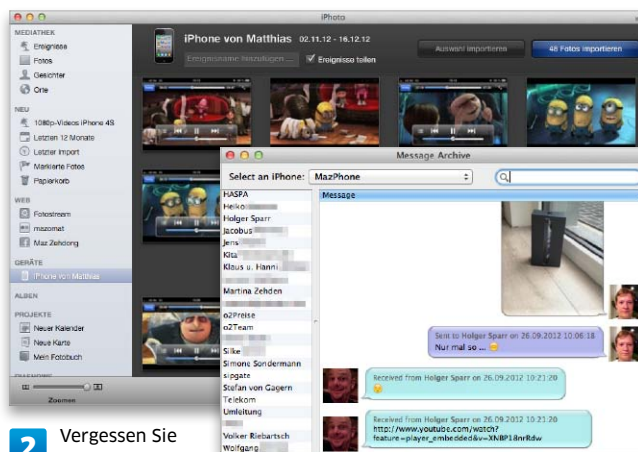 iPhoto
MEDIATHEK
Ereignisse
Fotos
Gesichter
Orte
NEU
1080p-Videos iPhone 4S
Letzten 12 Monate
Letzter Import
Markierte Fotos
Papierkorb
WEB
Fotostream
mazomat
Maz Zehdong
GERÄTE
iPhone von Matthias
ALBEN
PROJEKTE
Neuer Kalender
Neue Karte
Mein Fotobuch
Zoomen
iPhone von Matthias 02.11.12 - 16.12.12
Ereignisname hinzufügen ...
Ereignisse teilen
Auswahl importieren
48 Fotos importieren
Message Archive
Select an iPhone: MazPhone
HASPA
Heiko
Holger Sparr
Jacobus
Jens
Kita
Klaus u. Hanni
Martina Zehden
o2Preise
o2Team
Silke
Simone Sondermann
sipgate
Stefan von Gagern
Telekom
Umleitung
Volker Riebartsch
Wolfgang
Message
Sent to Holger Sparr on 26.09.2012 10:06:18
Nur mal so ...
Received from Holger Sparr on 26.09.2012 10:21:20
Received from Holger Sparr on 26.09.2012 10:21:20
http://www.youtube.com/watch?
feature=player_embedded&v=XNBP18nrRdw
2 Vergessen Sie